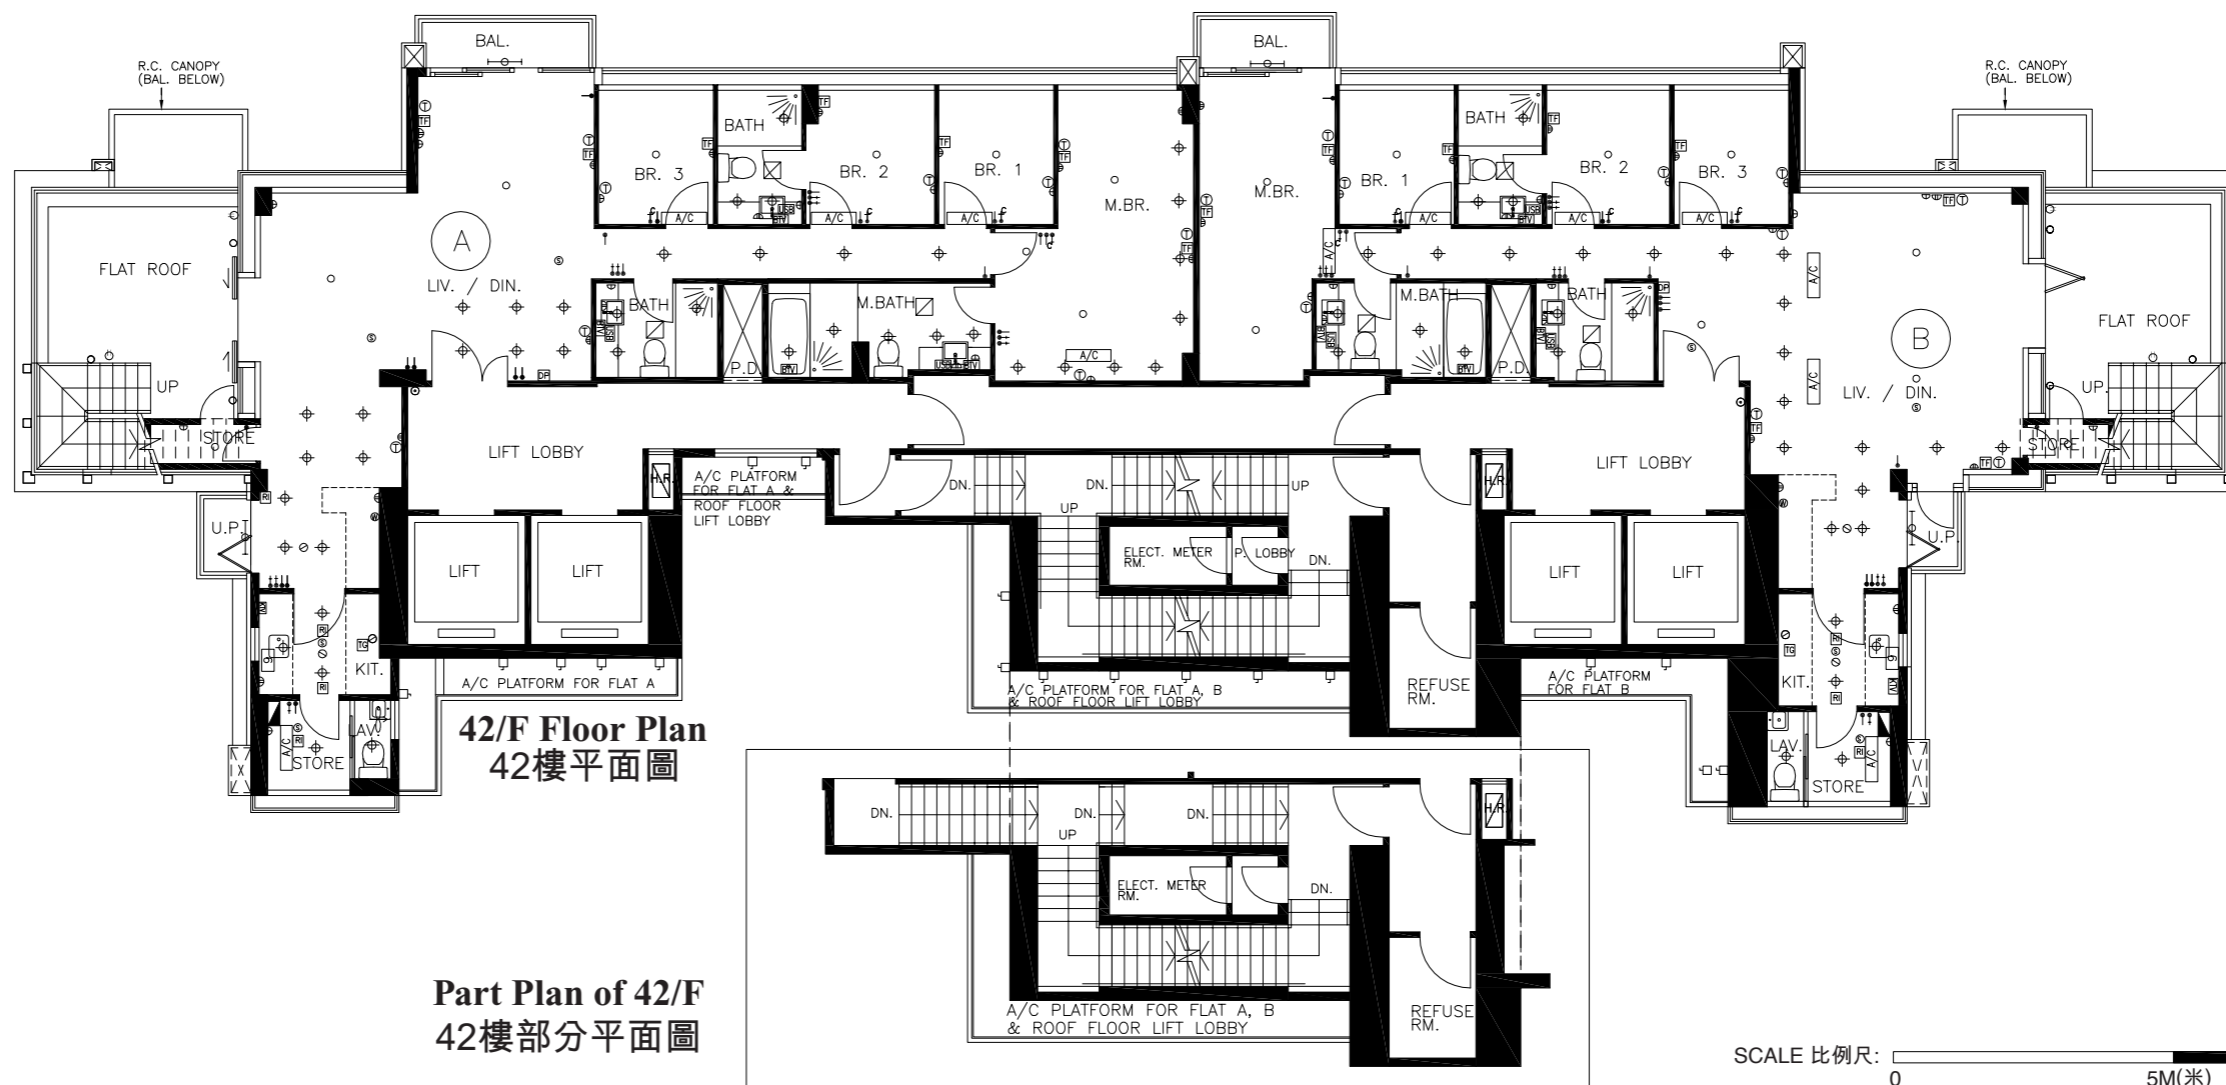 BAL.
BAL.
R.C. CANOPY
(BAL. BELOW)
R.C. CANOPY
(BAL. BELOW)
BATH
BR. 3
BR. 2
BR. 1
M.BR.
M.BR.
BR. 1
BATH
BR. 2
BR. 3
A/C
A/C
A/C
A/C
A/C
A/C
A
FLAT ROOF
LIV. / DIN.
BATH
P.D.
M.BATH
A/C
A/C
M.BATH
P.D.
BATH
A/C
A/C
B
LIV. / DIN.
FLAT ROOF
UP
UP.
STORE
STORE
LIFT LOBBY
LIFT LOBBY
H.R.
H.R.
A/C PLATFORM
FOR FLAT A &
ROOF FLOOR
LIFT LOBBY
DN.
DN.
UP
UP
ELECT. METER
RM.
P. LOBBY
DN.
U.P.
U.P.
LIFT
LIFT
LIFT
LIFT
KIT.
KIT.
A/C PLATFORM FOR FLAT A
A/C PLATFORM FOR FLAT A, B
& ROOF FLOOR LIFT LOBBY
REFUSE
RM.
A/C PLATFORM
FOR FLAT B
LAV.
STORE
A/C
LAV.
STORE
A/C
42/F Floor Plan
42樓平面圖
DN.
DN.
DN.
UP
H.R.
ELECT. METER
RM.
DN.
A/C PLATFORM FOR FLAT A, B
& ROOF FLOOR LIFT LOBBY
REFUSE
RM.
Part Plan of 42/F
42樓部分平面圖
SCALE 比例尺:
0 5M(米)